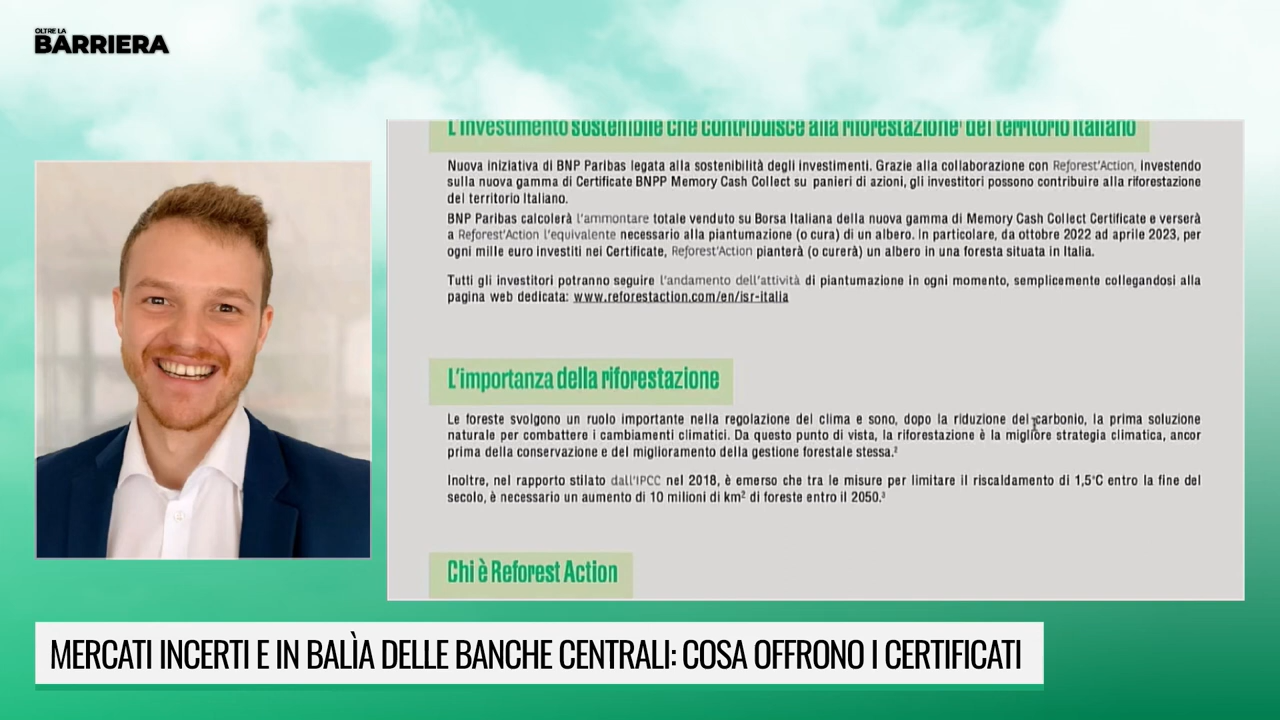 OLTRE LA
BARRIERA
L'investimento sostenibile che contribuisce alla riforestazione¹ del territorio italiano
Nuova iniziativa di BNP Paribas legata alla sostenibilità degli investimenti. Grazie alla collaborazione con Reforest'Action, investendo
sulla nuova gamma di Certificate BNPP Memory Cash Collect su panieri di azioni, gli investitori possono contribuire alla riforestazione
del territorio Italiano.
BNP Paribas calcolerà l'ammontare totale venduto su Borsa Italiana della nuova gamma di Memory Cash Collect Certificate e verserà
a Reforest'Action l'equivalente necessario alla piantumazione (o cura) di un albero. In particolare, da ottobre 2022 ad aprile 2023, per
ogni mille euro investiti nei Certificate, Reforest'Action pianterà (o curerà) un albero in una foresta situata in Italia.
Tutti gli investitori potranno seguire l'andamento dell'attività di piantumazione in ogni momento, semplicemente collegandosi alla
pagina web dedicata: www.reforestaction.com/en/isr-italia
L'importanza della riforestazione
Le foreste svolgono un ruolo importante nella regolazione del clima e sono, dopo la riduzione del carbonio, la prima soluzione
naturale per combattere i cambiamenti climatici. Da questo punto di vista, la riforestazione è la migliore strategia climatica, ancor
prima della conservazione e del miglioramento della gestione forestale stessa.²
Inoltre, nel rapporto stilato dall'IPCC nel 2018, è emerso che tra le misure per limitare il riscaldamento di 1,5°C entro la fine del
secolo, è necessario un aumento di 10 milioni di km² di foreste entro il 2050.³
Chi è Reforest Action
MERCATI INCERTI E IN BALÌA DELLE BANCHE CENTRALI: COSA OFFRONO I CERTIFICATI